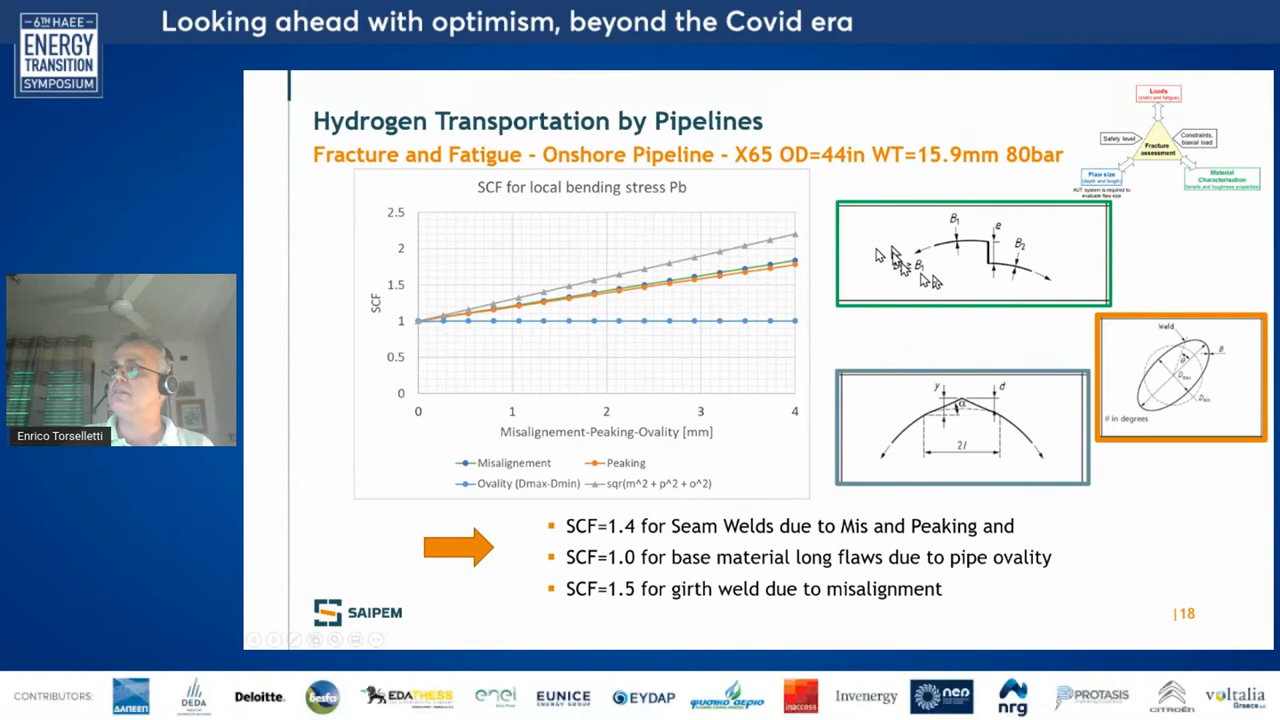 Looking ahead with optimism, beyond the Covid era
6TH HAEE
ENERGY
TRANSITION
SYMPOSIUM
Hydrogen Transportation by Pipelines
Fracture and Fatigue - Onshore Pipeline - X65 OD=44in WT=15.9mm 80bar
Loads
(static and fatigue)
Safety level
Constraints,
biaxial load
Fracture
assessment
Flaw size
(depth and length)
AUT system is required to
evaluate flaw size
Material
Characterisation
(tensile and toughness properties)
SCF for local bending stress Pb
2.5
2
1.5
1
0.5
0
SCF
0 1 2 3 4
Misalignement-Peaking-Ovality [mm]
Misalignement
Peaking
Ovality (Dmax-Dmin)
sqr(m^2 + p^2 + o^2)
B1
e
B2
B1
Weld
θ
B
Dmax
Dmin
θ in degrees
y
d
α
2l
SCF=1.4 for Seam Welds due to Mis and Peaking and
SCF=1.0 for base material long flaws due to pipe ovality
SCF=1.5 for girth weld due to misalignment
SAIPEM
|18
Enrico Torselletti
CONTRIBUTORS:
ΔΑΠΕΕΠ
DEDA
Deloitte.
desfa
EDATHESS
enel
EUNICE
ENERGY GROUP
EYDAP
φυσικό αέριο
inaccess
Invenergy
nrg
PROTASIS
CITROËN
voltalia
Greece